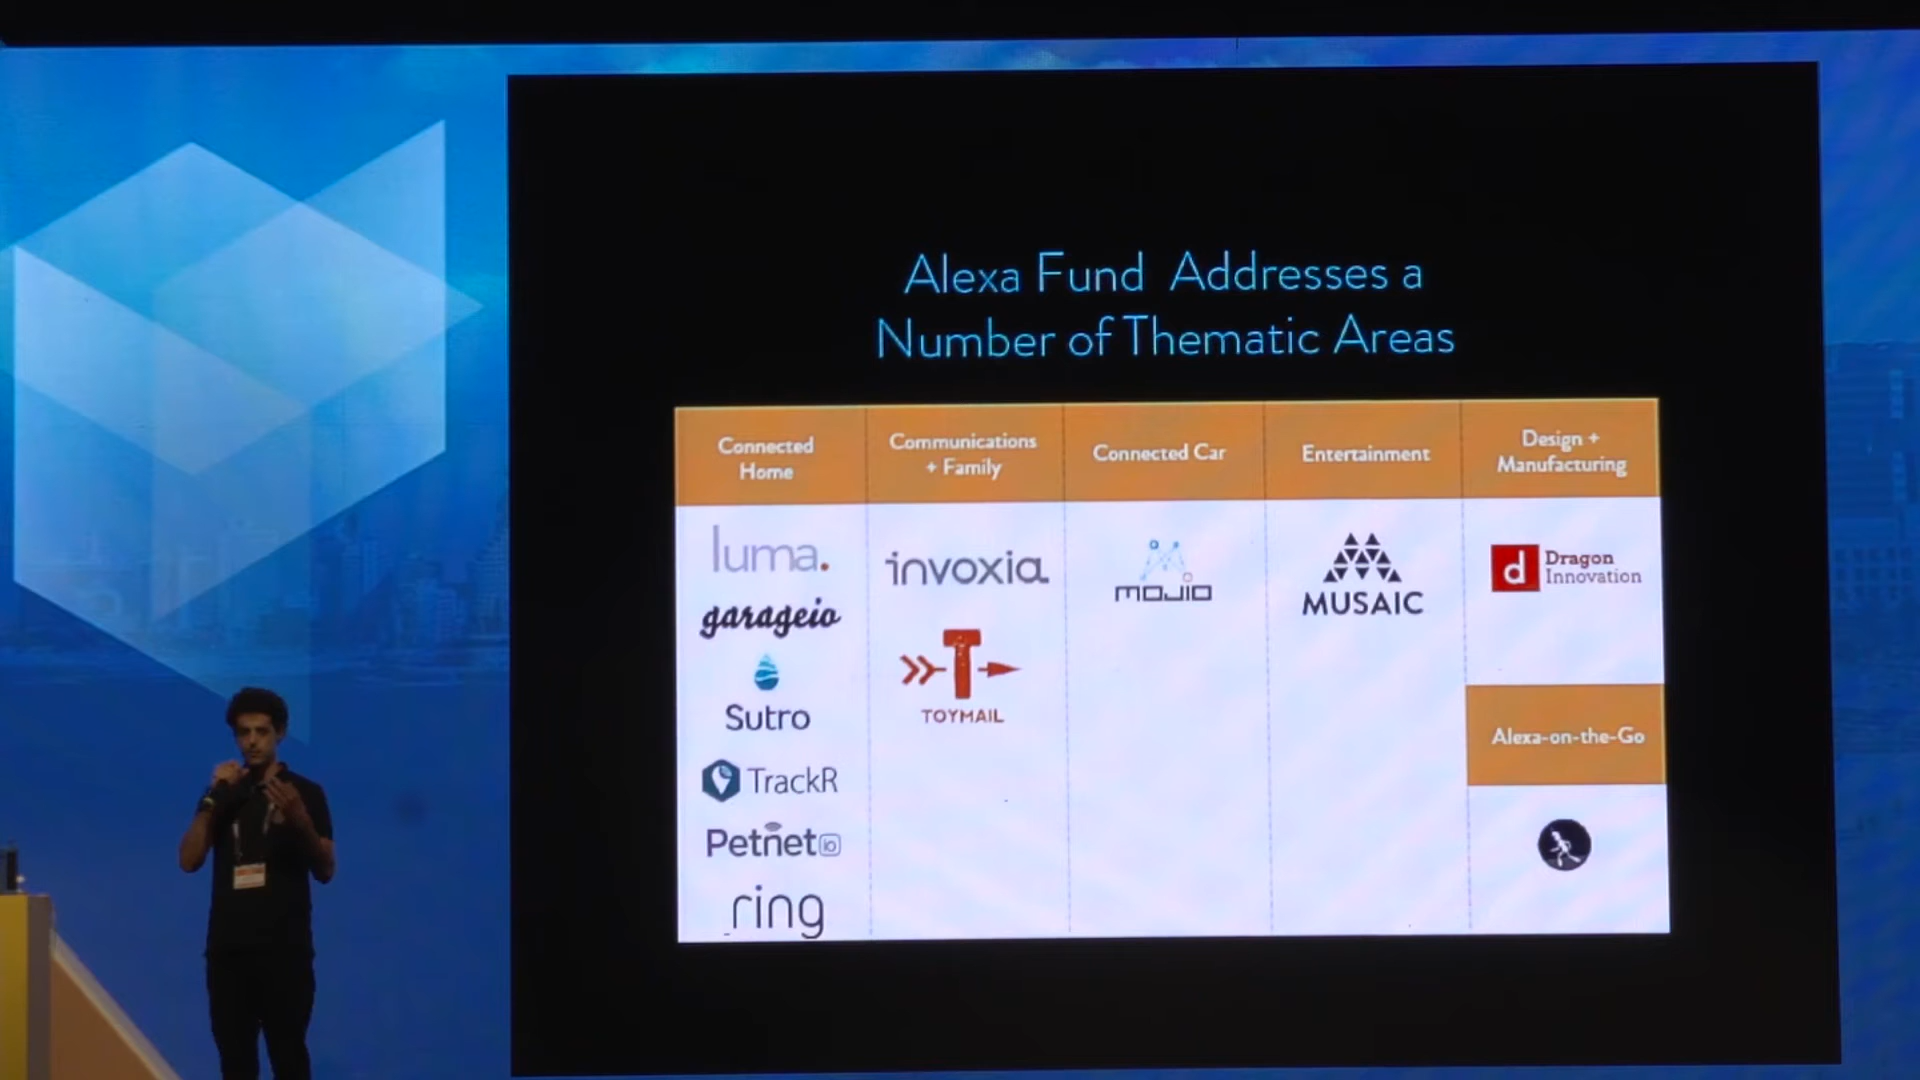 Alexa Fund Addresses a
Number of Thematic Areas
Connected
Home
Communications
+ Family
Connected Car
Entertainment
Design +
Manufacturing
luma.
garageio
Sutro
TrackR
Petnet io
ring
invoxia
TOYMAIL
MOJIO
MUSAIC
d Dragon
Innovation
Alexa-on-the-Go